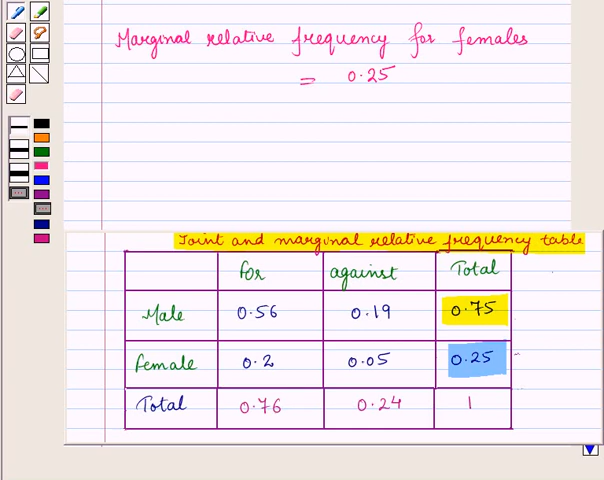 Marginal relative frequency for females
= 0.25
Joint and marginal relative frequency table
for against Total
Male 0.56 0.19 0.75
female 0.2 0.05 0.25
Total 0.76 0.24 1